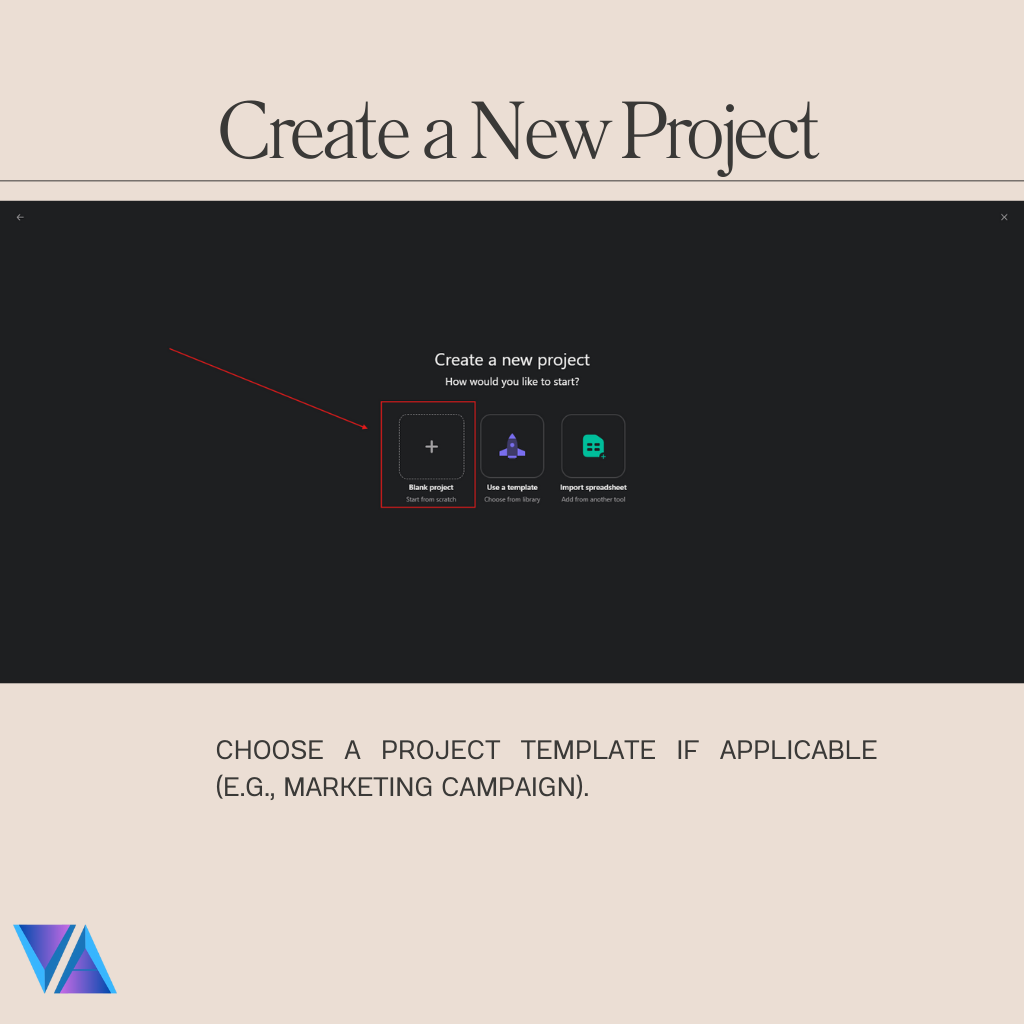 Create a New Project
Create a new project
How would you like to start?
Blank project Use a template Import spreadsheet
Start from scratch Choose from library Add from another tool
CHOOSE A PROJECT TEMPLATE IF APPLICABLE
(E.G., MARKETING CAMPAIGN).
VA